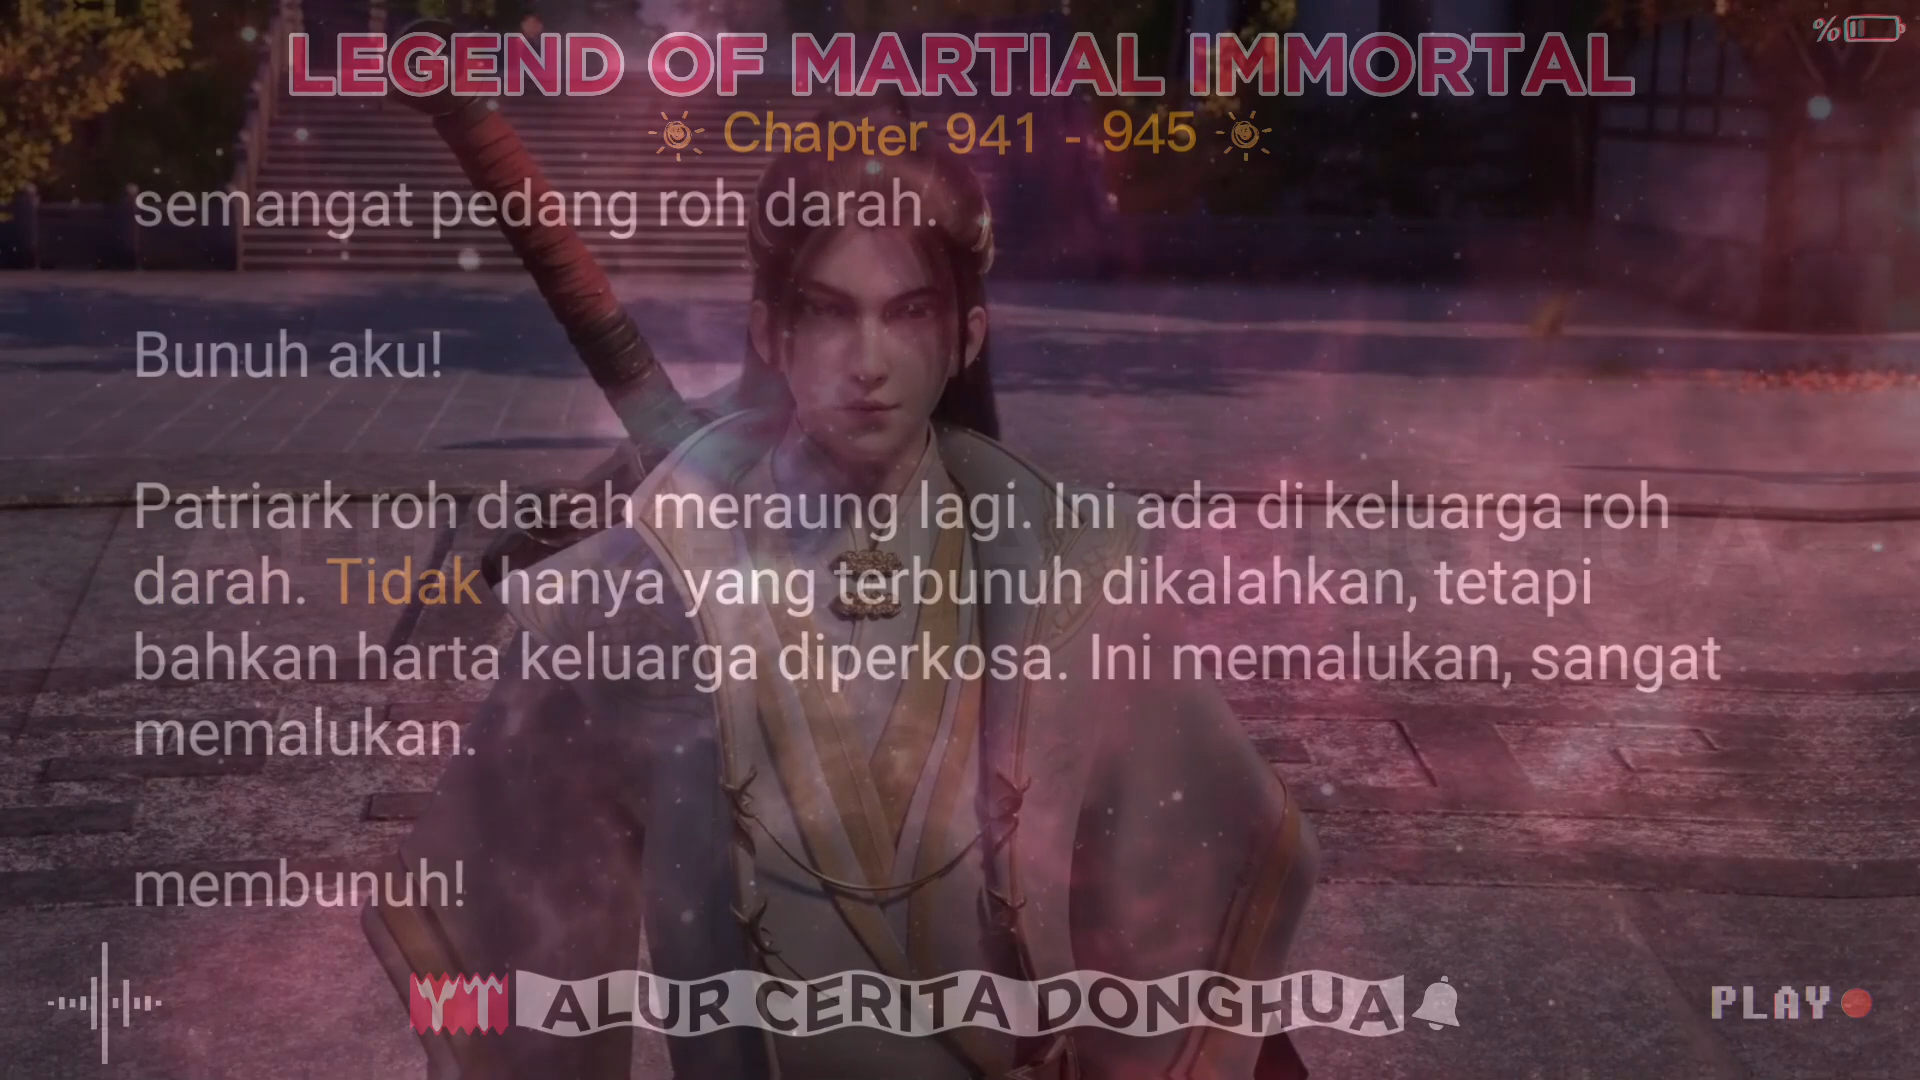 LEGEND OF MARTIAL IMMORTAL
%
Chapter 941 - 945
semangat pedang roh darah.
Bunuh aku!
Patriark roh darah meraung lagi. Ini ada di keluarga roh
darah. Tidak hanya yang terbunuh dikalahkan, tetapi
bahkan harta keluarga diperkosa. Ini memalukan, sangat
memalukan.
membunuh!
YT ALUR CERITA DONGHUA
PLAY